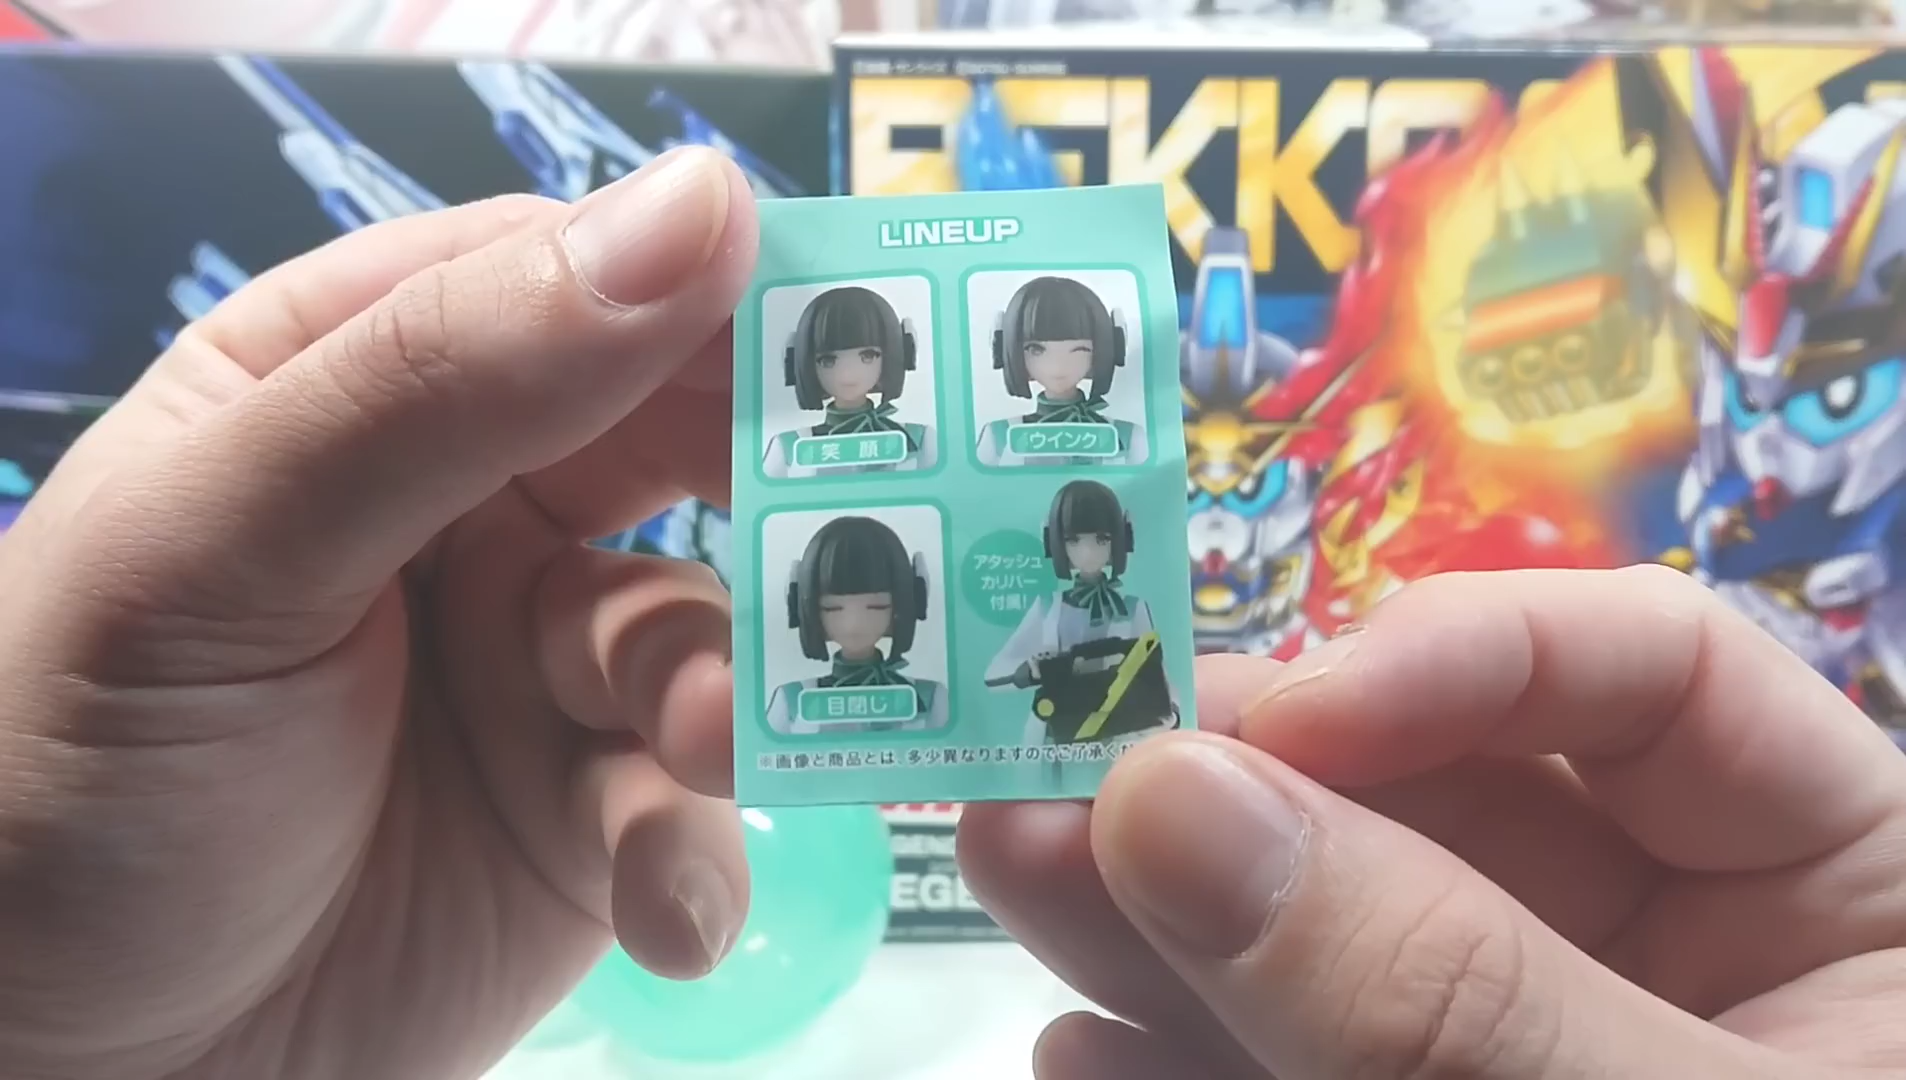 LINEUP
笑顔
ウインク
目閉じ
アタッシュ
カリバー
付属!
※画像と商品とは、多少異なりますのでご了承くだ
EGE